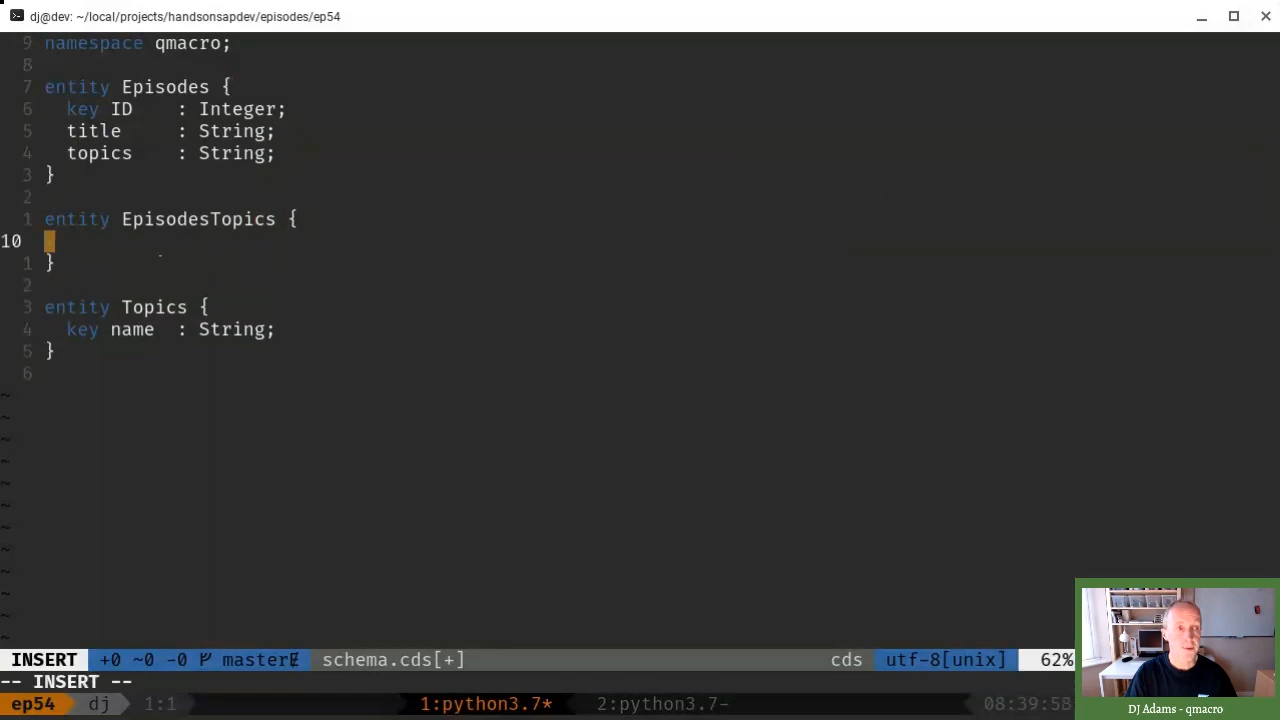 dj@dev: ~/local/projects/handsonsapdev/episodes/ep54
9 namespace qmacro;
8
7 entity Episodes {
6   key ID    : Integer;
5   title     : String;
4   topics    : String;
3 }
2
1 entity EpisodesTopics {
10
1 }
2
3 entity Topics {
4   key name  : String;
5 }
6
~
~
~
~
~
~
~
~
~
~
~
~
INSERT +0 ~0 -0 master schema.cds[+] cds utf-8[unix] 62%
-- INSERT --
ep54 dj 1:1 1:python3.7* 2:python3.7- 08:39:58
DJ Adams - qmacro